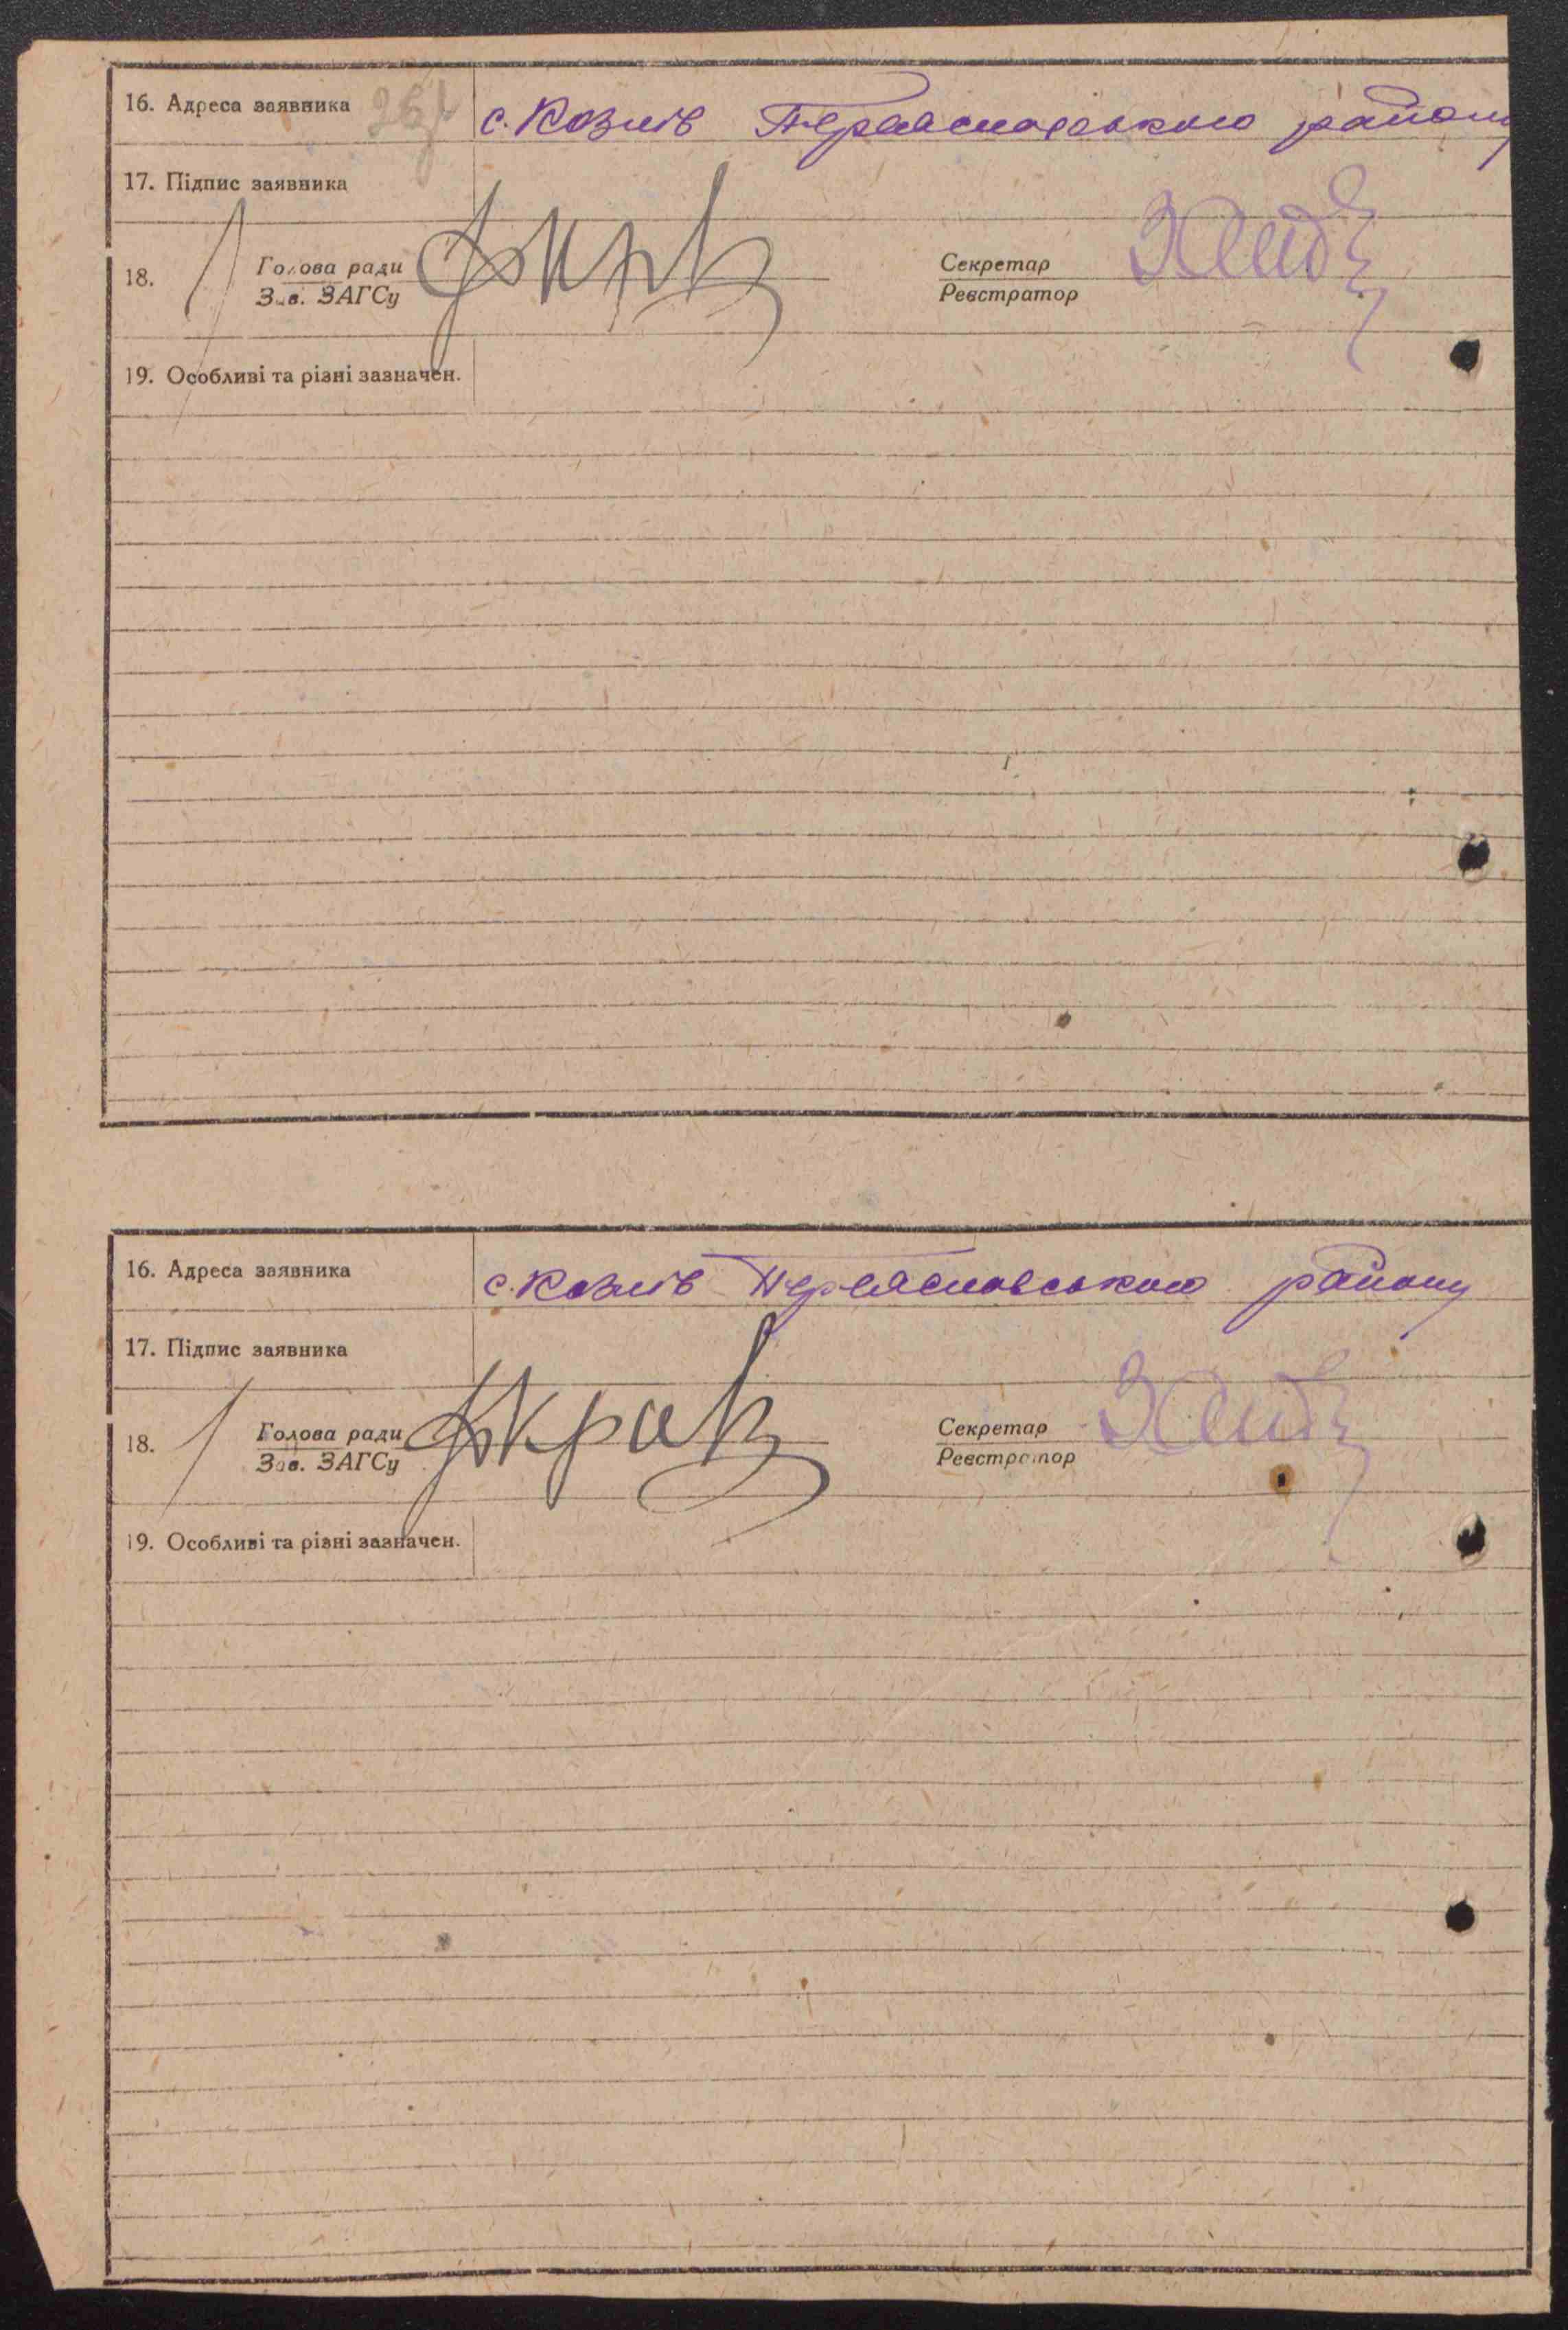 16. Адреса заявника с. Козлів Переяславського району
17. Підпис заявника
18. Голова ради Секретар
Зав. ЗАГСу Реєстратор
19. Особливі та різні зазначен.
16. Адреса заявника с. Козлів Переяславського району
17. Підпис заявника
18. Голова ради Секретар
Зав. ЗАГСу Реєстратор
19. Особливі та різні зазначен.